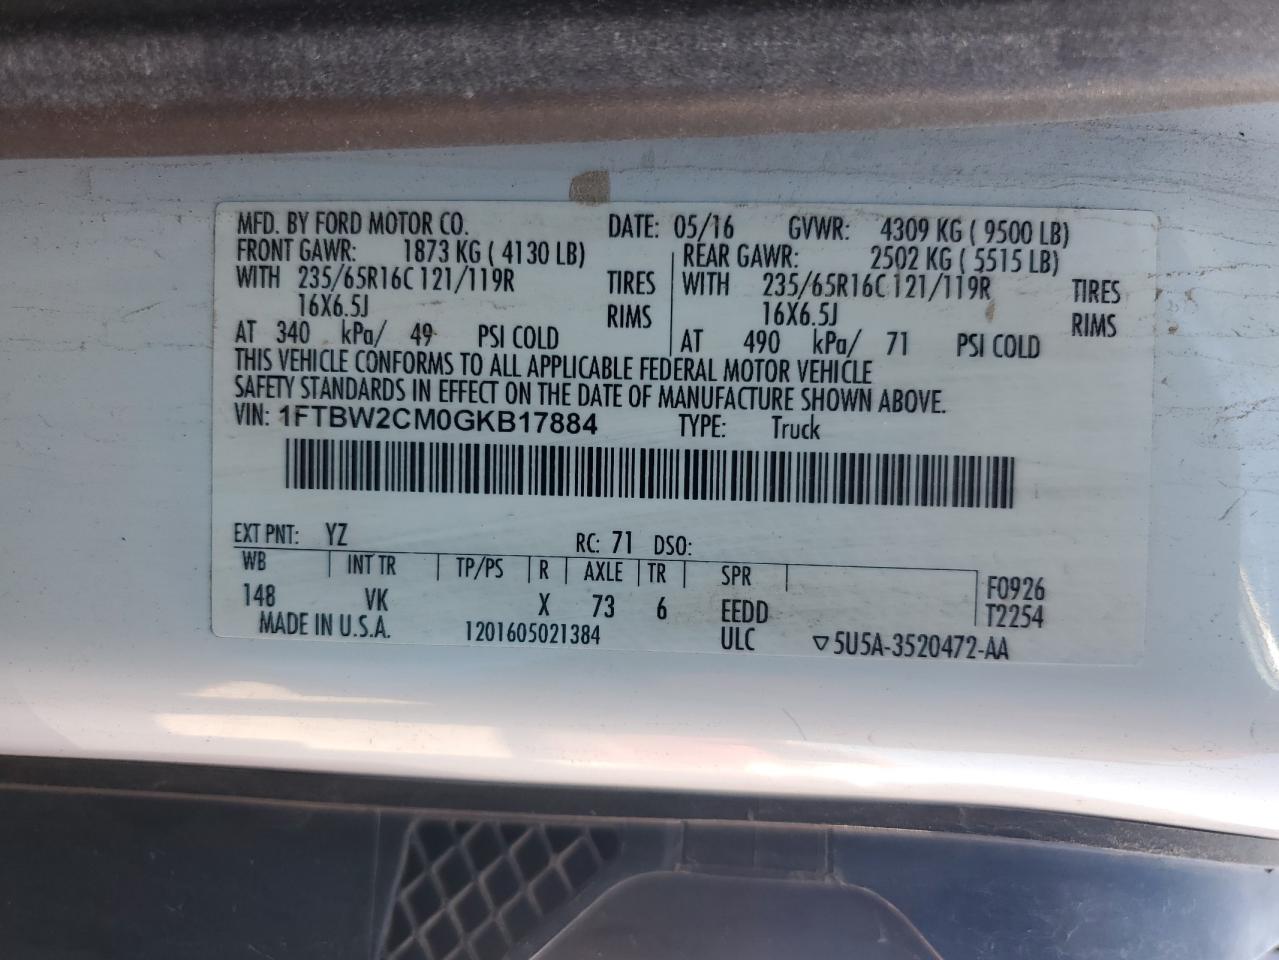 MFD. BY FORD MOTOR CO. DATE: 05/16 GVWR: 4309 KG ( 9500 LB)
FRONT GAWR: 1873 KG ( 4130 LB) REAR GAWR: 2502 KG ( 5515 LB)
WITH 235/65R16C 121/119R TIRES WITH 235/65R16C 121/119R TIRES
16X6.5J RIMS 16X6.5J RIMS
AT 340 kPa/ 49 PSI COLD AT 490 kPa/ 71 PSI COLD
THIS VEHICLE CONFORMS TO ALL APPLICABLE FEDERAL MOTOR VEHICLE
SAFETY STANDARDS IN EFFECT ON THE DATE OF MANUFACTURE SHOWN ABOVE.
VIN: 1FTBW2CM0GKB17884 TYPE: Truck
EXT PNT: YZ RC: 71 DSO:
WB INT TR TP/PS R AXLE TR SPR
148 VK X 73 6 EEDD F0926
T2254
MADE IN U.S.A. 1201605021384 ULC ▽5U5A-3520472-AA